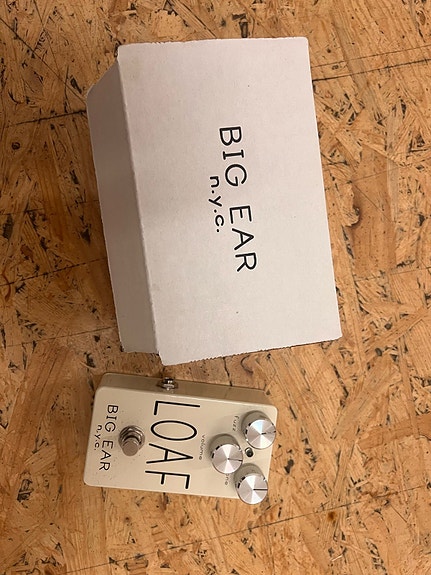 BIG EAR
n.y.c.
Fuzz
volume
LOAF
BIG EAR
n.y.c.